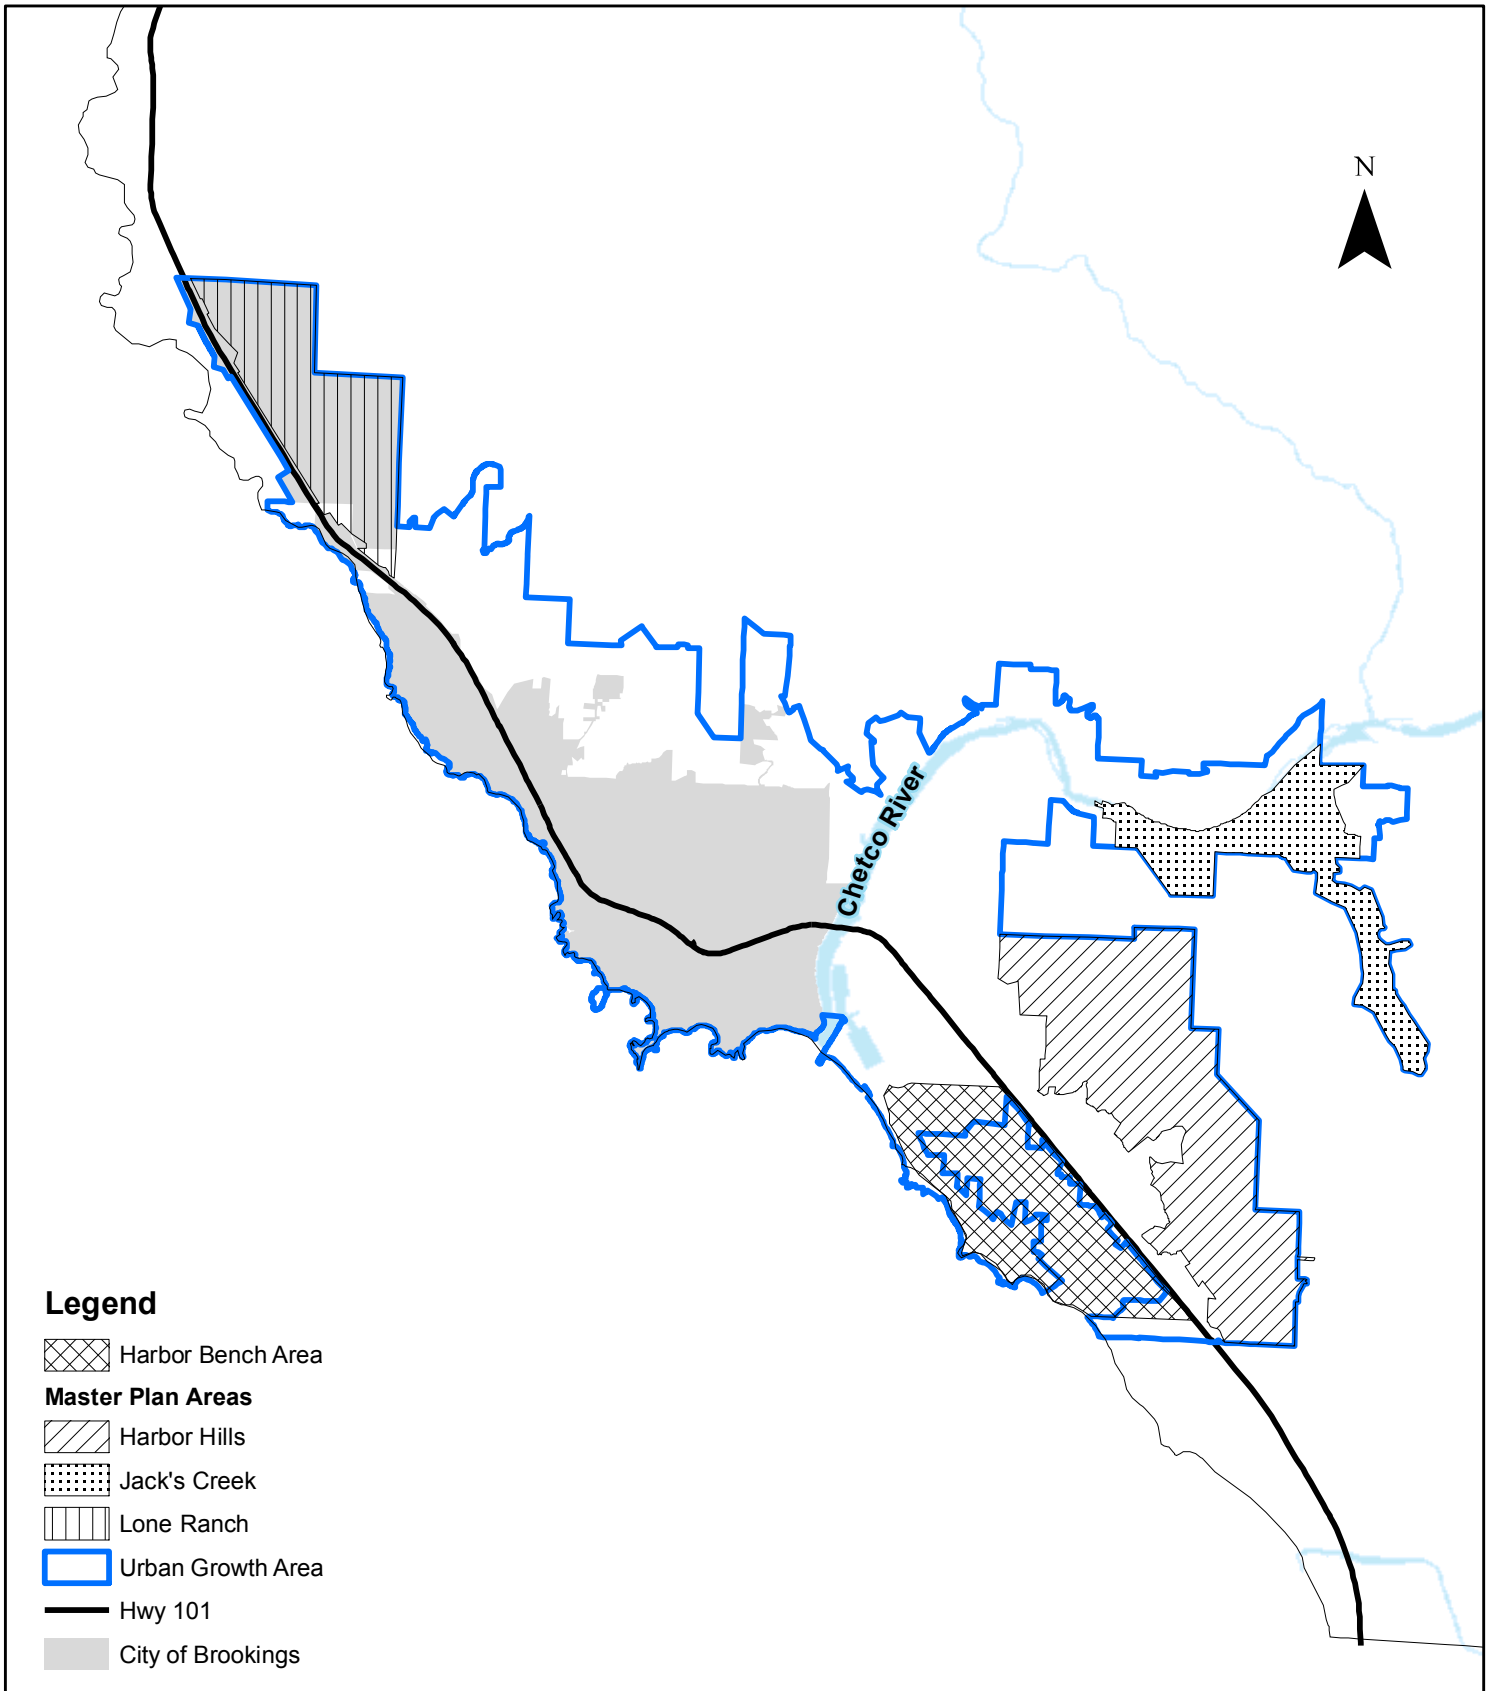 N
Chetco River
Legend
Harbor Bench Area
Master Plan Areas
Harbor Hills
Jack's Creek
Lone Ranch
Urban Growth Area
Hwy 101
City of Brookings